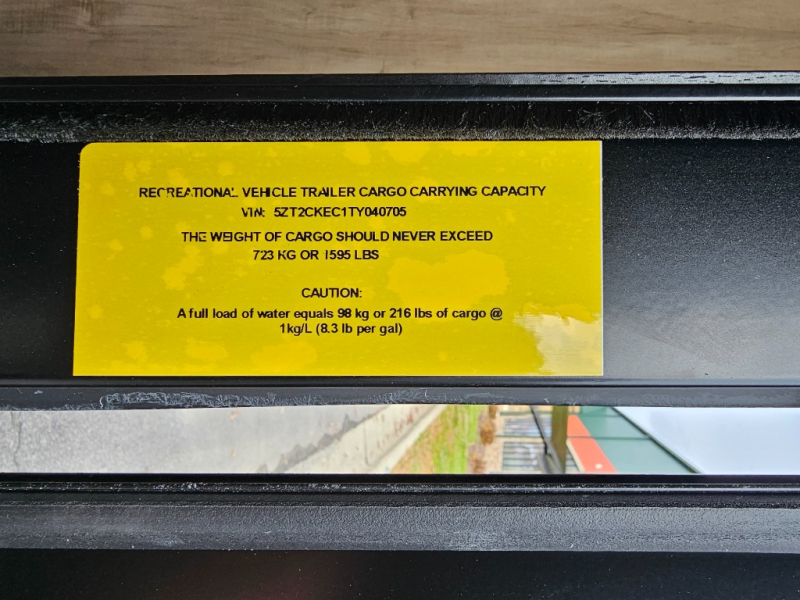 RECREATIONAL VEHICLE TRAILER CARGO CARRYING CAPACITY
VIN: 5ZT2CKEC1TY040705
THE WEIGHT OF CARGO SHOULD NEVER EXCEED
723 KG OR 1595 LBS
CAUTION:
A full load of water equals 98 kg or 216 lbs of cargo @
1kg/L (8.3 lb per gal)